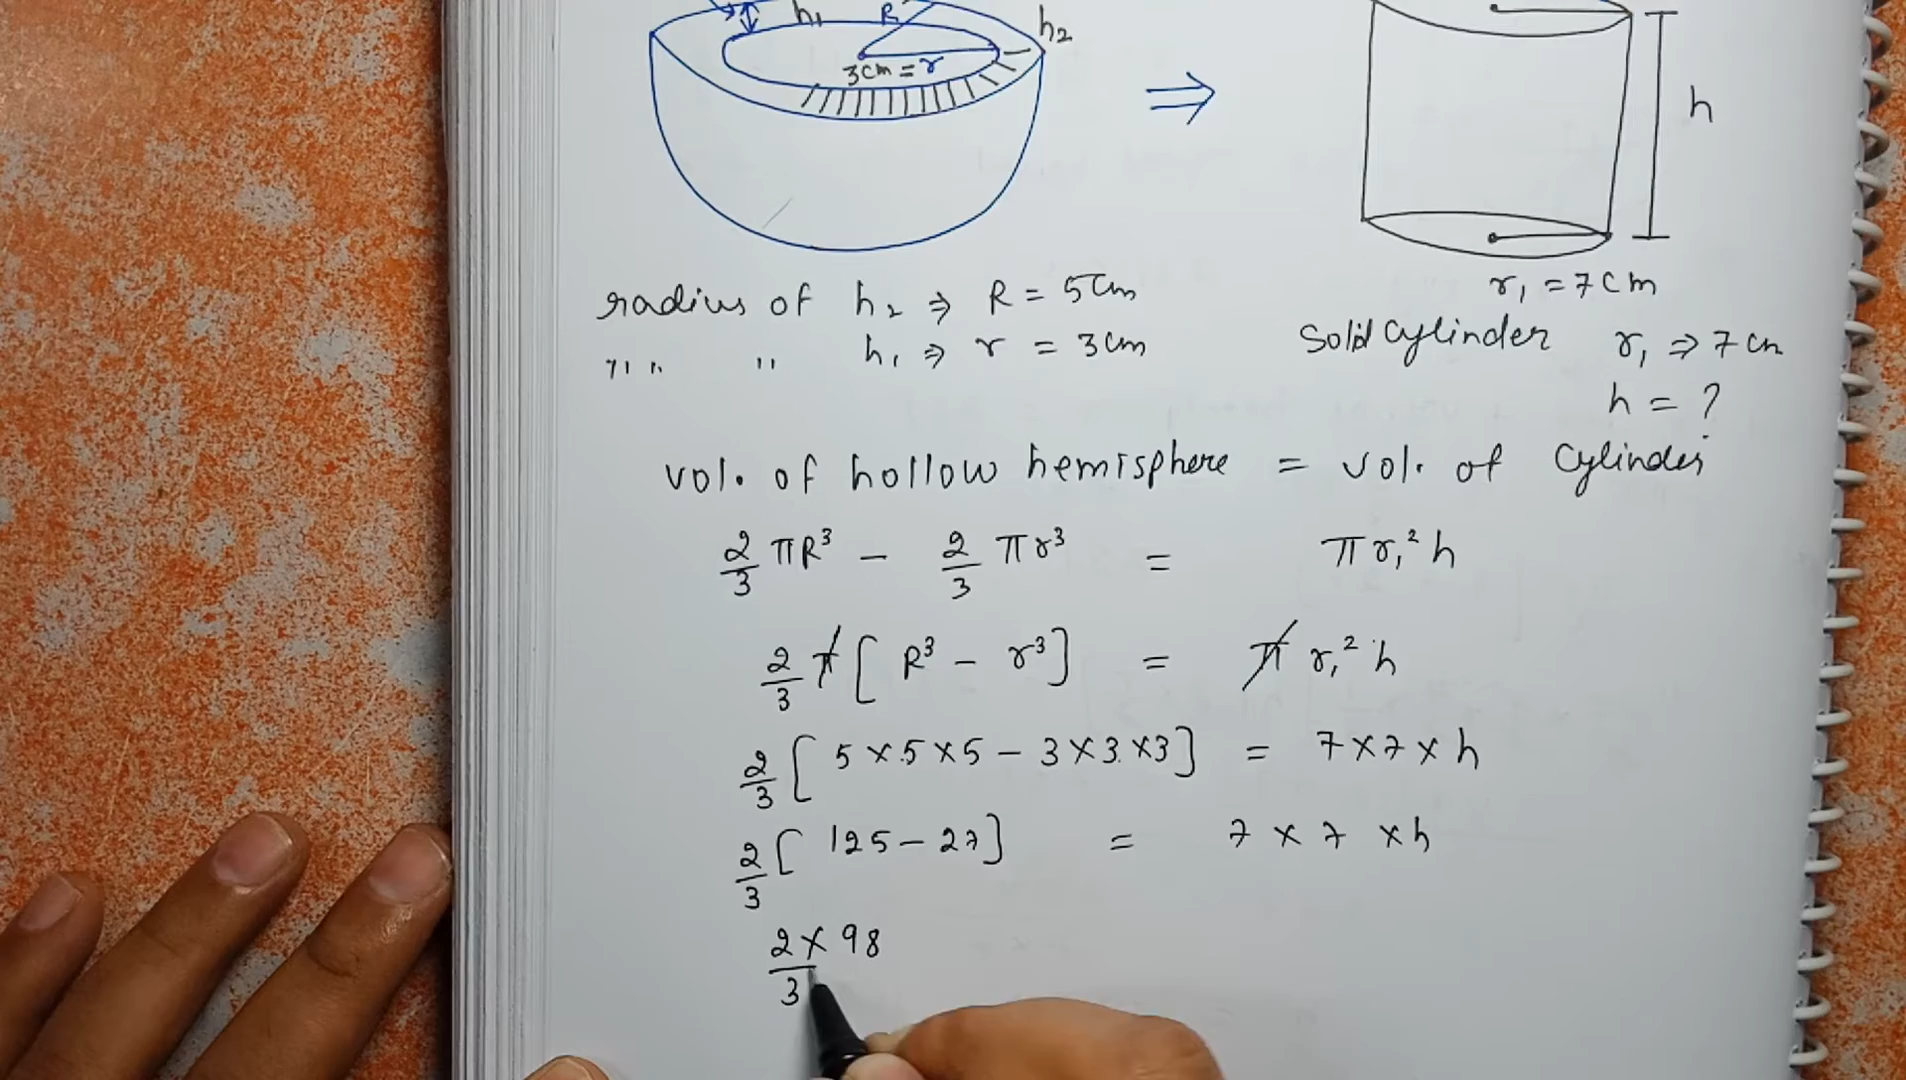 h₁ R h₂
3cm = r
⇒
h
r₁ = 7cm
radius of h₂ ⇒ R = 5cm
〃 〃 〃 h₁ ⇒ r = 3cm
Solid Cylinder r₁ ⇒ 7cm
h = ?
vol. of hollow hemisphere = vol. of Cylinder
2/3 πR³ - 2/3 πr³ = πr₁²h
2/3 π[R³ - r³] = πr₁²h
2/3 [5×5×5 - 3×3×3] = 7×7×h
2/3 [125 - 27] = 7 × 7 × h
2 × 98 / 3